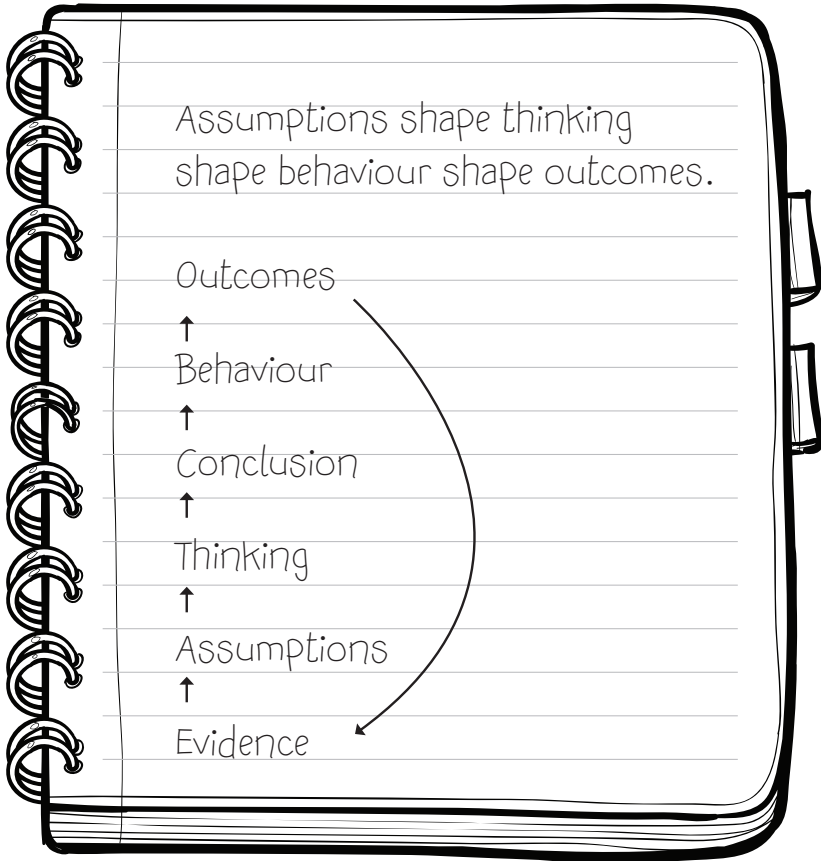 Assumptions shape thinking
shape behaviour shape outcomes.
Outcomes
Behaviour
Conclusion
Thinking
Assumptions
Evidence